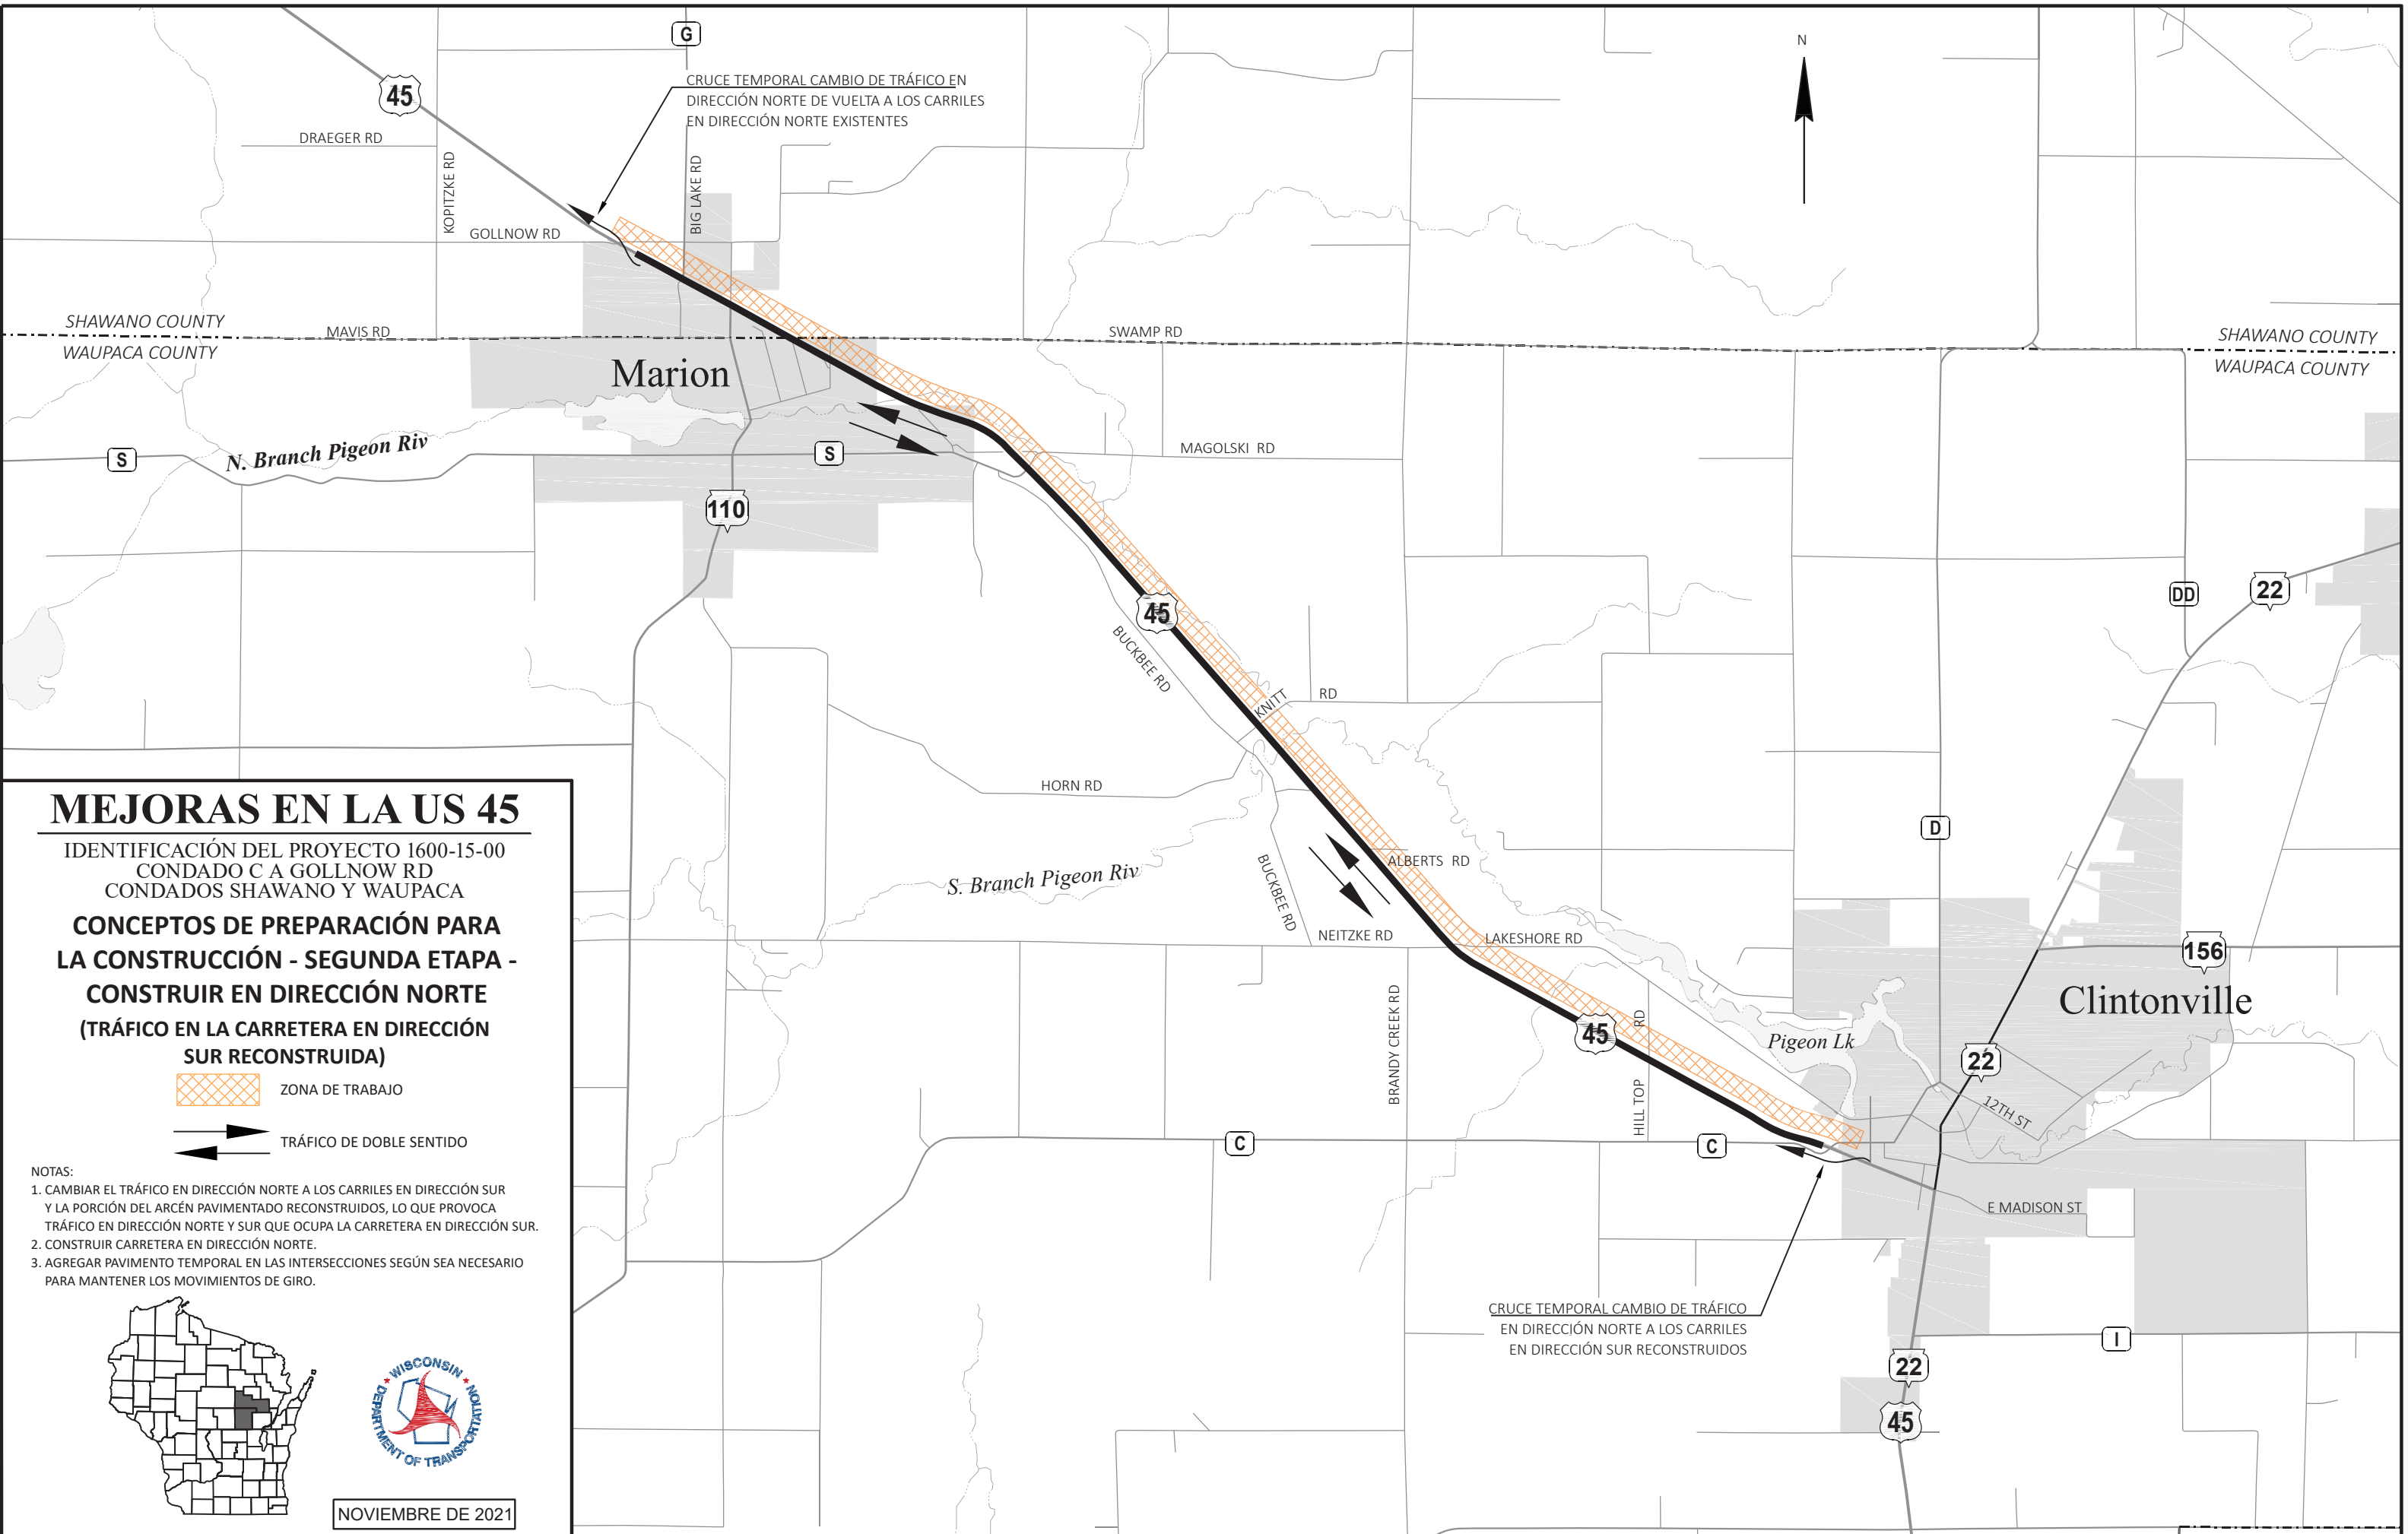 G
N
45
CRUCE TEMPORAL CAMBIO DE TRÁFICO EN
DIRECCIÓN NORTE DE VUELTA A LOS CARRILES
EN DIRECCIÓN NORTE EXISTENTES
DRAEGER RD
KOPITZKE RD
BIG LAKE RD
GOLLNOW RD
SHAWANO COUNTY
MAVIS RD
SWAMP RD
SHAWANO COUNTY
WAUPACA COUNTY
WAUPACA COUNTY
Marion
N. Branch Pigeon Riv
S
S
MAGOLSKI RD
110
45
DD
22
BUCKBEE RD
KNITT
RD
HORN RD
D
ALBERTS RD
S. Branch Pigeon Riv
BUCKBEE RD
NEITZKE RD
LAKESHORE RD
156
Clintonville
BRANDY CREEK RD
45
RD
HILL TOP
Pigeon Lk
22
12TH ST
C
C
E MADISON ST
CRUCE TEMPORAL CAMBIO DE TRÁFICO
EN DIRECCIÓN NORTE A LOS CARRILES
EN DIRECCIÓN SUR RECONSTRUIDOS
I
22
45
MEJORAS EN LA US 45
IDENTIFICACIÓN DEL PROYECTO 1600-15-00
CONDADO C A GOLLNOW RD
CONDADOS SHAWANO Y WAUPACA
CONCEPTOS DE PREPARACIÓN PARA
LA CONSTRUCCIÓN - SEGUNDA ETAPA -
CONSTRUIR EN DIRECCIÓN NORTE
(TRÁFICO EN LA CARRETERA EN DIRECCIÓN
SUR RECONSTRUIDA)
ZONA DE TRABAJO
TRÁFICO DE DOBLE SENTIDO
NOTAS:
1. CAMBIAR EL TRÁFICO EN DIRECCIÓN NORTE A LOS CARRILES EN DIRECCIÓN SUR
Y LA PORCIÓN DEL ARCÉN PAVIMENTADO RECONSTRUIDOS, LO QUE PROVOCA
TRÁFICO EN DIRECCIÓN NORTE Y SUR QUE OCUPA LA CARRETERA EN DIRECCIÓN SUR.
2. CONSTRUIR CARRETERA EN DIRECCIÓN NORTE.
3. AGREGAR PAVIMENTO TEMPORAL EN LAS INTERSECCIONES SEGÚN SEA NECESARIO
PARA MANTENER LOS MOVIMIENTOS DE GIRO.
WISCONSIN
DEPARTMENT OF TRANSPORTATION
NOVIEMBRE DE 2021